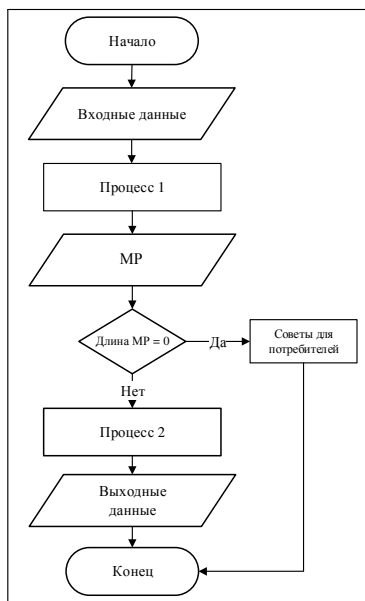 Начало
Входные данные
Процесс 1
МР
Длина МР = 0
Да
Советы для
потребителей
Нет
Процесс 2
Выходные
данные
Конец